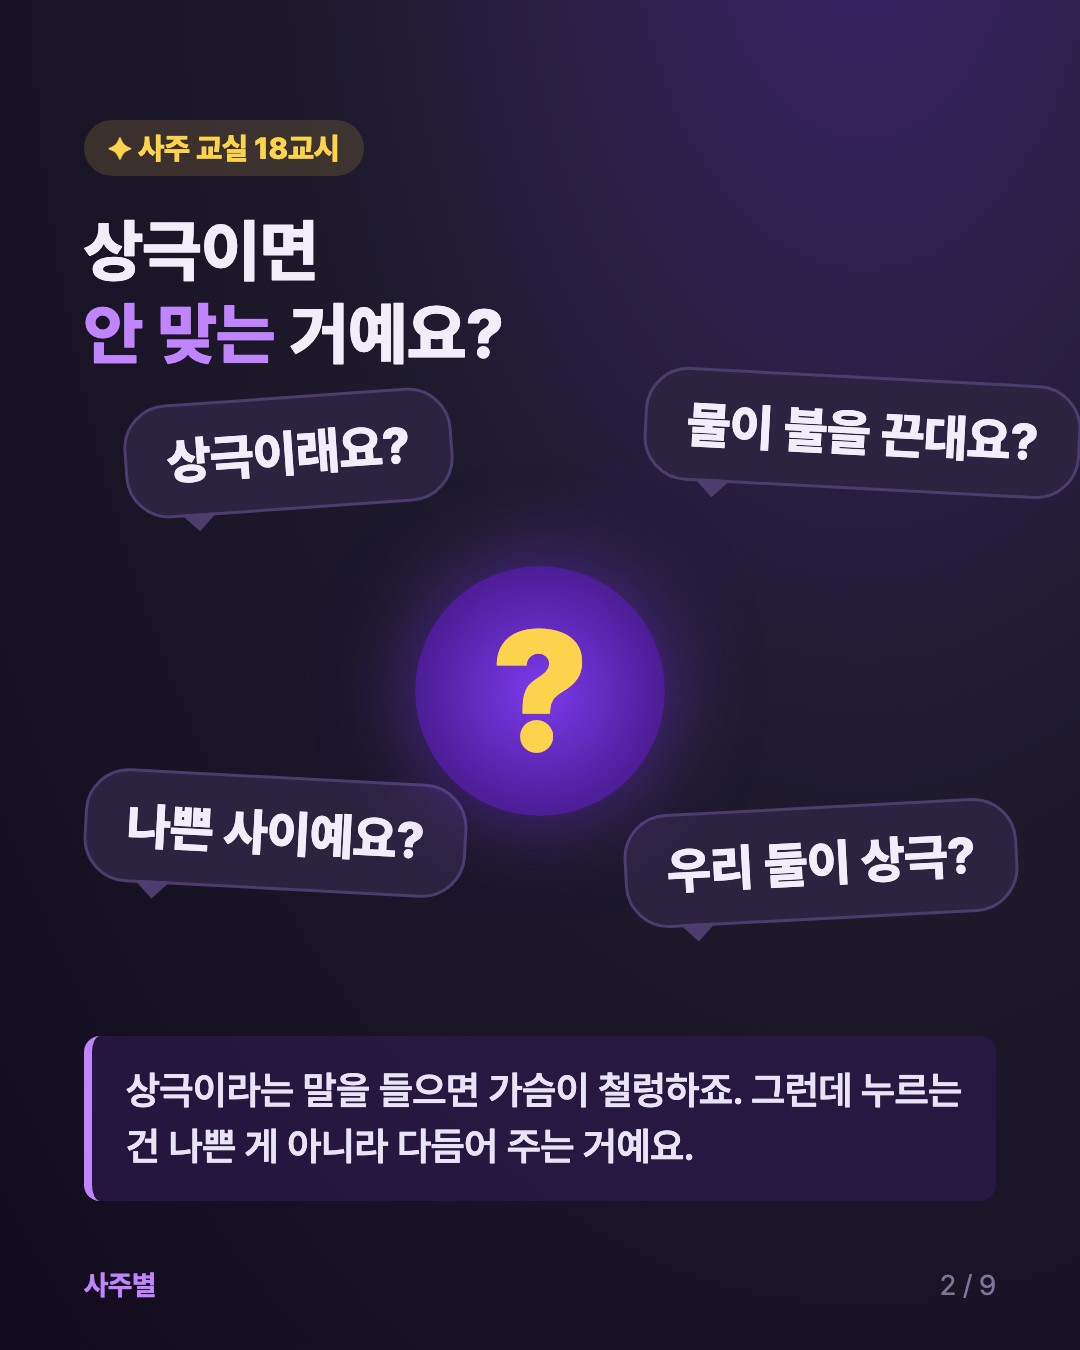 ✦ 사주 교실 18교시
상극이면
안 맞는 거예요?
상극이래요?
물이 불을 끈대요?
?
나쁜 사이예요?
우리 둘이 상극?
상극이라는 말을 들으면 가슴이 철렁하죠. 그런데 누르는
건 나쁜 게 아니라 다듬어 주는 거예요.
사주별
2 / 9